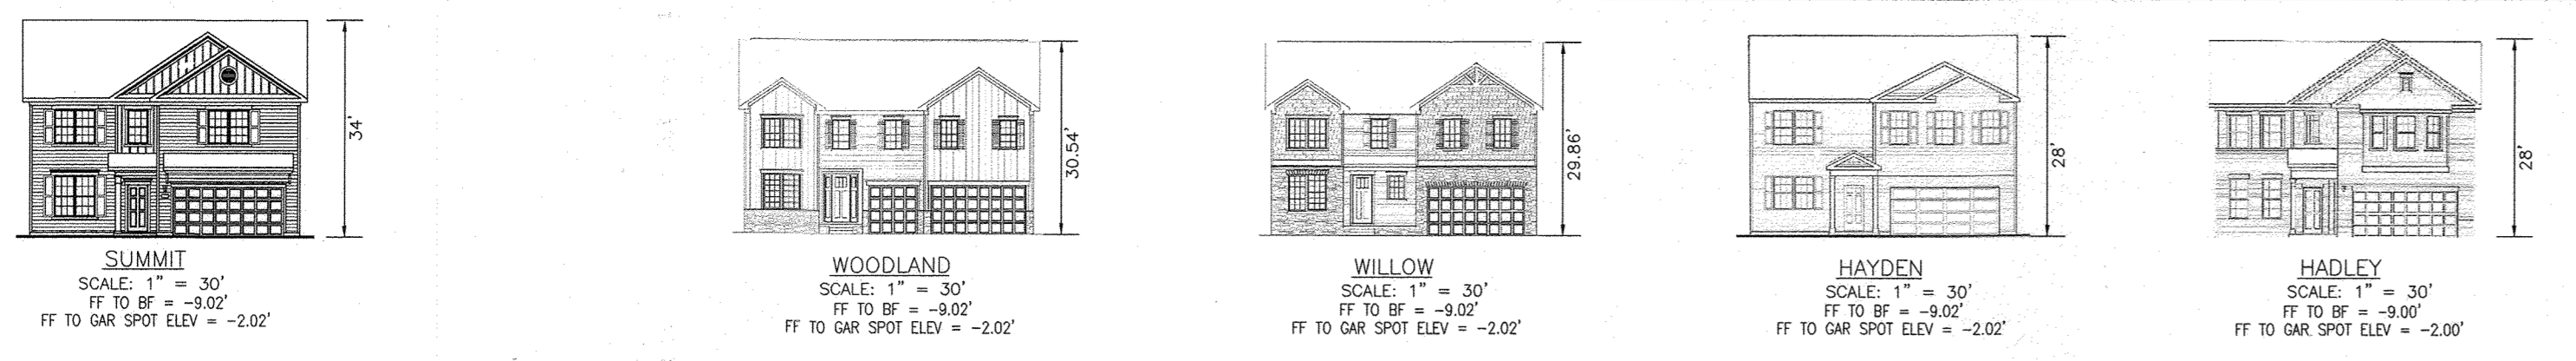 34'
SUMMIT
SCALE: 1" = 30'
FF TO BF = -9.02'
FF TO GAR SPOT ELEV = -2.02'
30.54'
WOODLAND
SCALE: 1" = 30'
FF TO BF = -9.02'
FF TO GAR SPOT ELEV = -2.02'
29.86'
WILLOW
SCALE: 1" = 30'
FF TO BF = -9.02'
FF TO GAR SPOT ELEV = -2.02'
28'
HAYDEN
SCALE: 1" = 30'
FF TO BF = -9.02'
FF TO GAR SPOT ELEV = -2.02'
28'
HADLEY
SCALE: 1" = 30'
FF TO BF = -9.00'
FF TO GAR SPOT ELEV = -2.00'